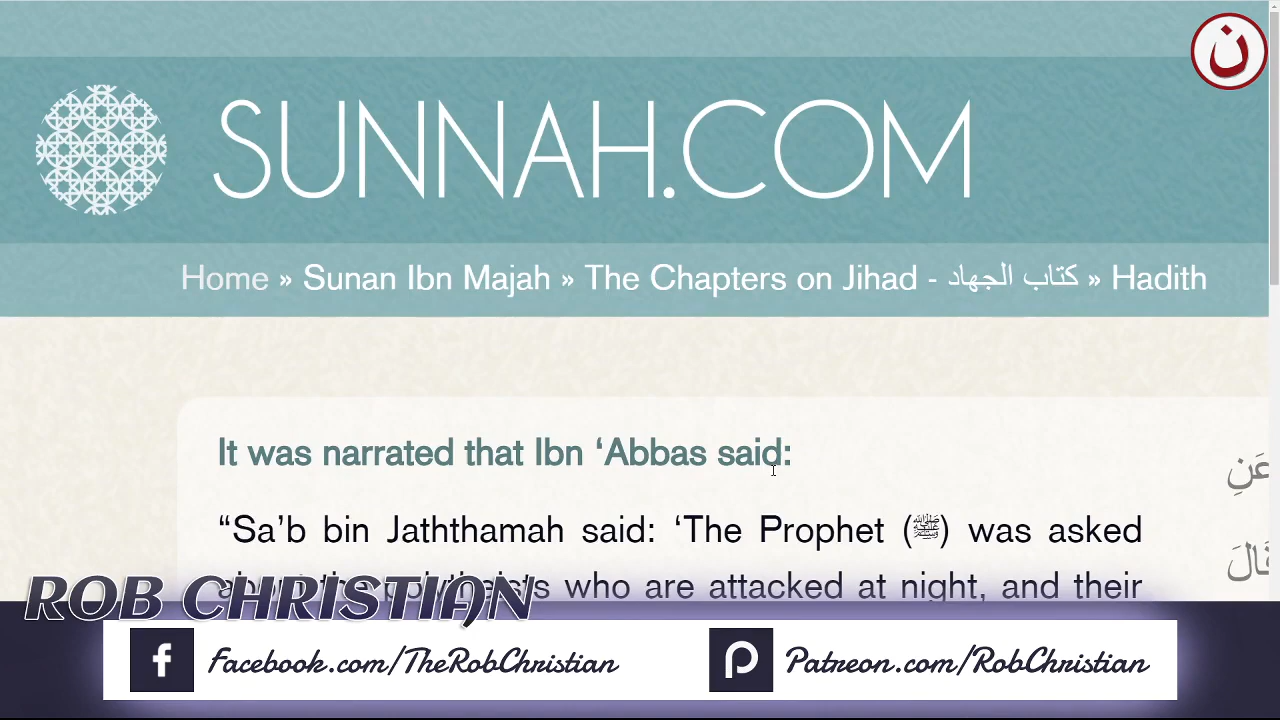 ن
SUNNAH.COM
Home » Sunan Ibn Majah » The Chapters on Jihad - كتاب الجهاد » Hadith
It was narrated that Ibn ‘Abbas said:
عَنِ
“Sa’b bin Jaththamah said: ‘The Prophet (ﷺ) was asked
قَالَ
who are attacked at night, and their
ROB CHRISTIAN
Facebook.com/TheRobChristian
Patreon.com/RobChristian